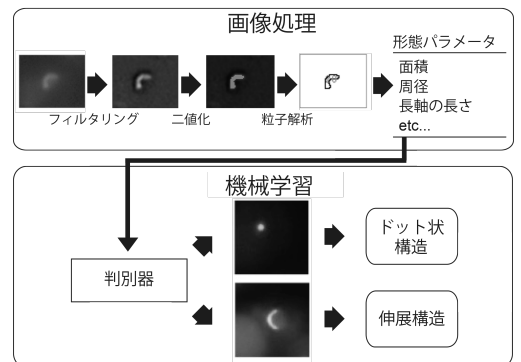 画像処理
形態パラメータ
面積
周径
長軸の長さ
etc...
フィルタリング
二値化
粒子解析
機械学習
判別器
ドット状
構造
伸展構造